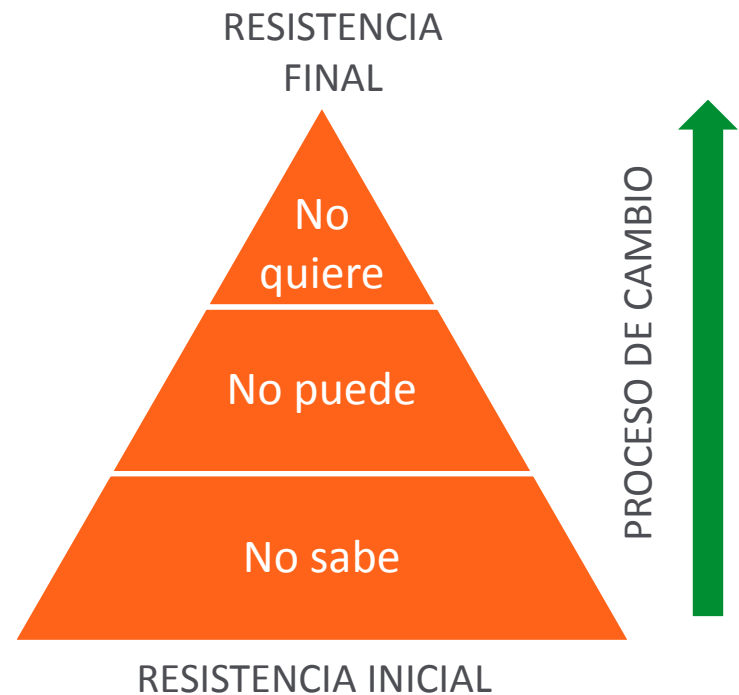 RESISTENCIA
FINAL
No
quiere
No puede
No sabe
RESISTENCIA INICIAL
PROCESO DE CAMBIO